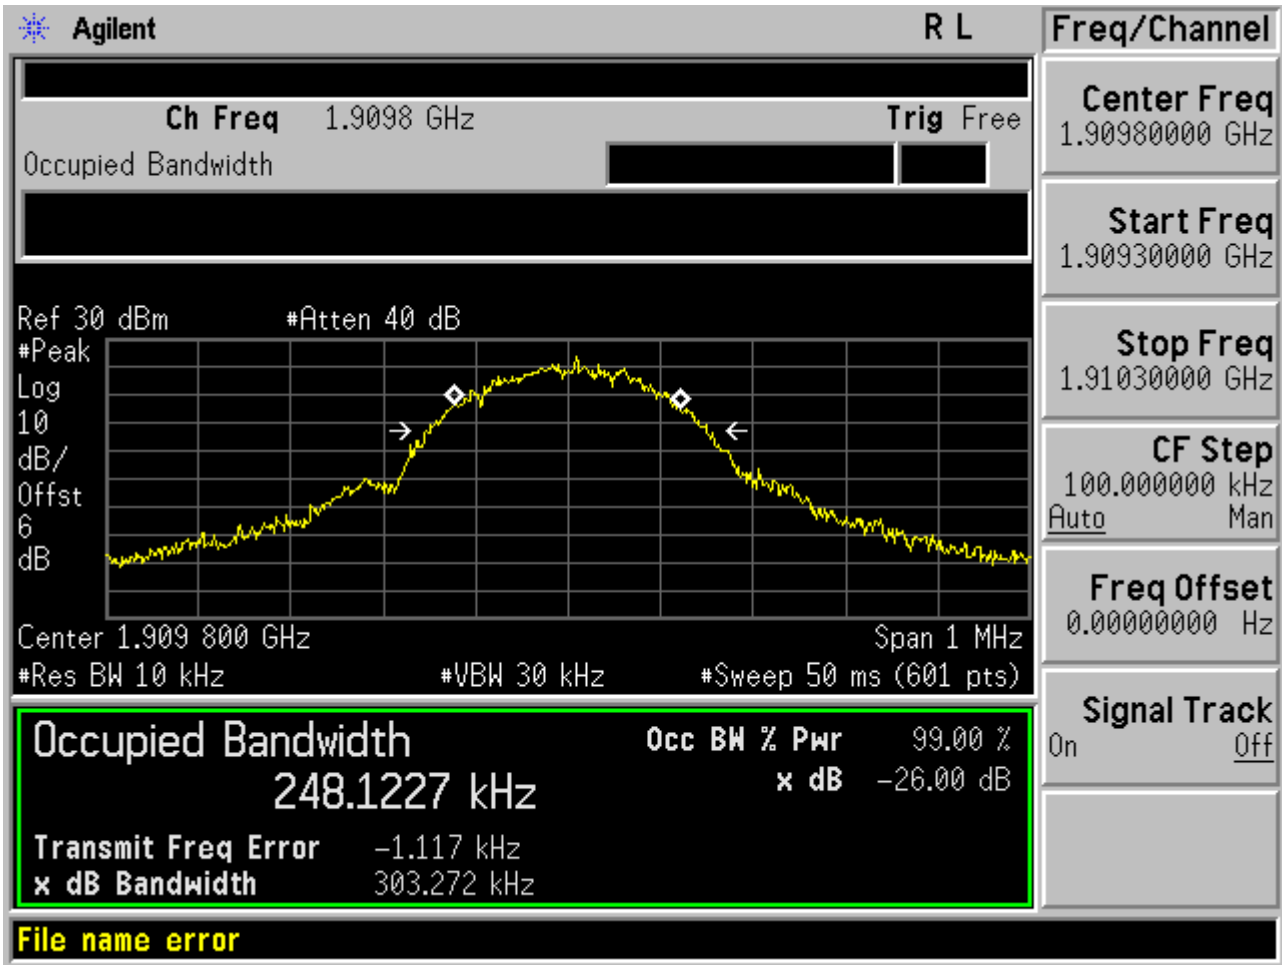 Agilent R L Freq/Channel
Ch Freq 1.9098 GHz Trig Free
Occupied Bandwidth
Center Freq
1.90980000 GHz
Start Freq
1.90930000 GHz
Stop Freq
1.91030000 GHz
CF Step
100.000000 kHz
Auto Man
Freq Offset
0.00000000 Hz
Signal Track
On Off
Ref 30 dBm #Atten 40 dB
#Peak
Log
10
dB/
Offst
6
dB
Center 1.909 800 GHz Span 1 MHz
#Res BW 10 kHz #VBW 30 kHz #Sweep 50 ms (601 pts)
Occupied Bandwidth Occ BW % Pwr 99.00 %
248.1227 kHz x dB -26.00 dB
Transmit Freq Error -1.117 kHz
x dB Bandwidth 303.272 kHz
File name error